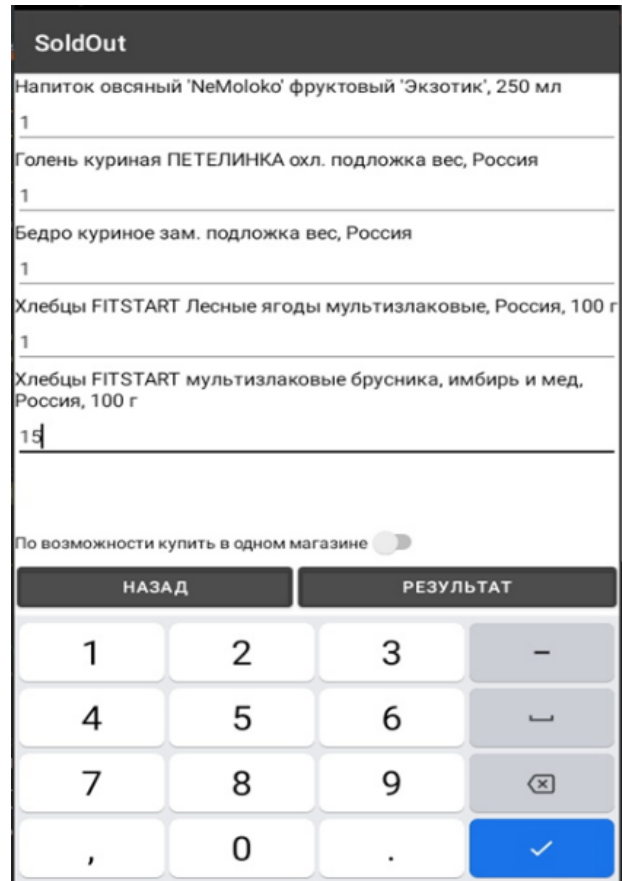 SoldOut
Напиток овсяный 'NeMoloko' фруктовый 'Экзотик', 250 мл
1
Голень куриная ПЕТЕЛИНКА охл. подложка вес, Россия
1
Бедро куриное зам. подложка вес, Россия
1
Хлебцы FITSTART Лесные ягоды мультизлаковые, Россия, 100 г
1
Хлебцы FITSTART мультизлаковые брусника, имбирь и мед,
Россия, 100 г
15
По возможности купить в одном магазине
НАЗАД РЕЗУЛЬТАТ
1 2 3 –
4 5 6
7 8 9
, 0 .